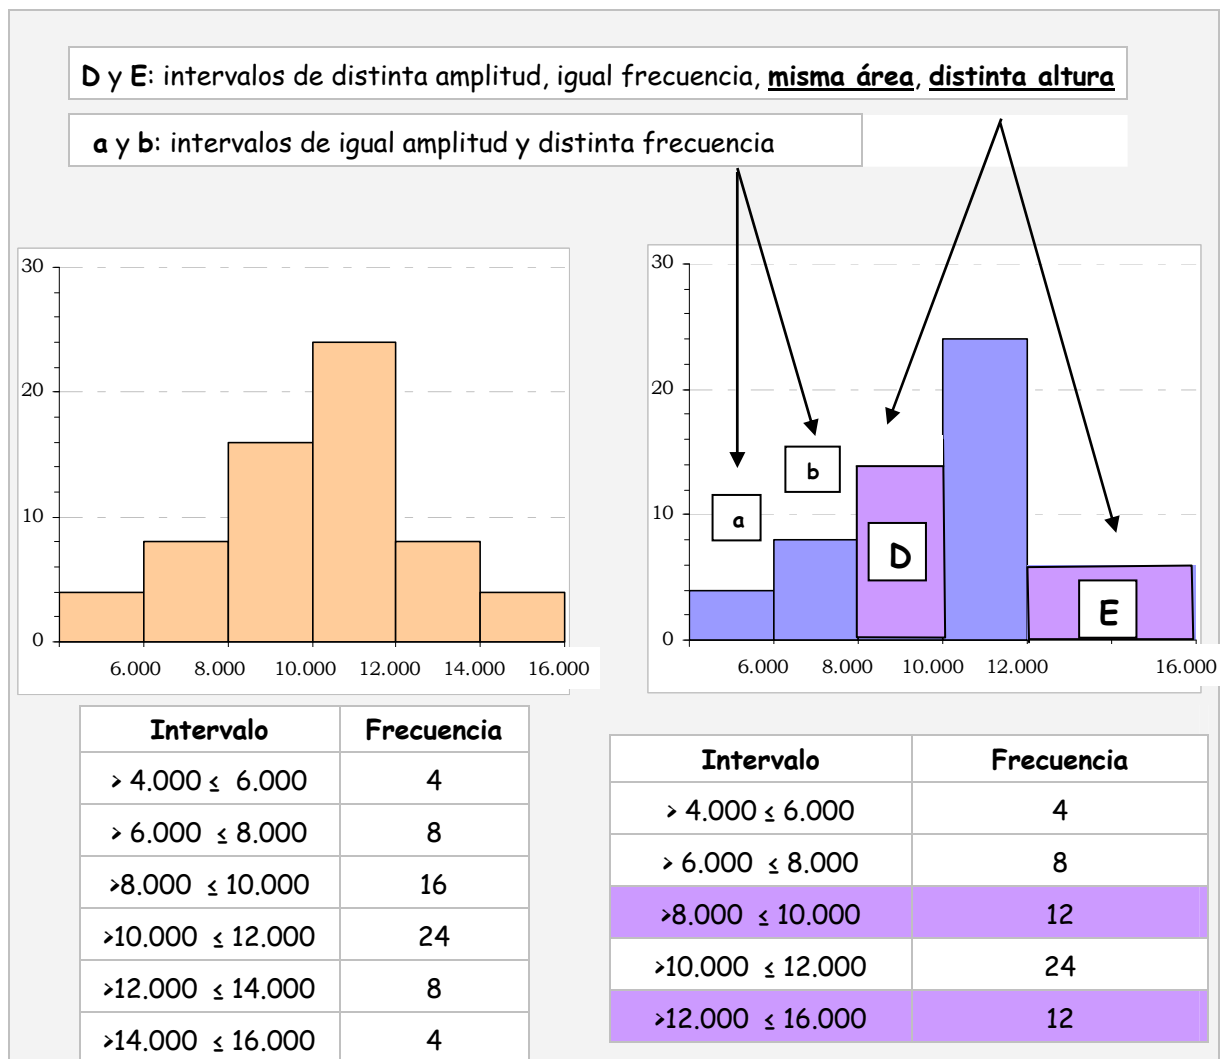 D y E: intervalos de distinta amplitud, igual frecuencia, misma área, distinta altura
a y b: intervalos de igual amplitud y distinta frecuencia
30
20
10
0
6.000 8.000 10.000 12.000 14.000 16.000
30
20
10
0
a
b
D
E
6.000 8.000 10.000 12.000 16.000
Intervalo Frecuencia
> 4.000 ≤ 6.000 4
> 6.000 ≤ 8.000 8
>8.000 ≤ 10.000 16
>10.000 ≤ 12.000 24
>12.000 ≤ 14.000 8
>14.000 ≤ 16.000 4
Intervalo Frecuencia
> 4.000 ≤ 6.000 4
> 6.000 ≤ 8.000 8
>8.000 ≤ 10.000 12
>10.000 ≤ 12.000 24
>12.000 ≤ 16.000 12